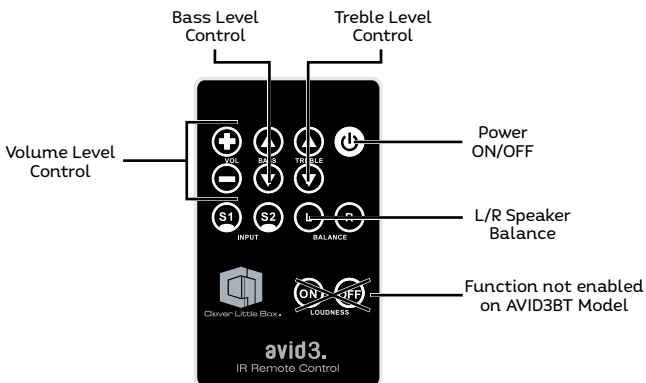 Bass Level
Control
Treble Level
Control
Volume Level
Control
VOL
BASS
TREBLE
Power
ON/OFF
S1
S2
L
R
INPUT
BALANCE
L/R Speaker
Balance
Clever Little Box.
ON
OFF
LOUDNESS
Function not enabled
on AVID3BT Model
avid3.
IR Remote Control